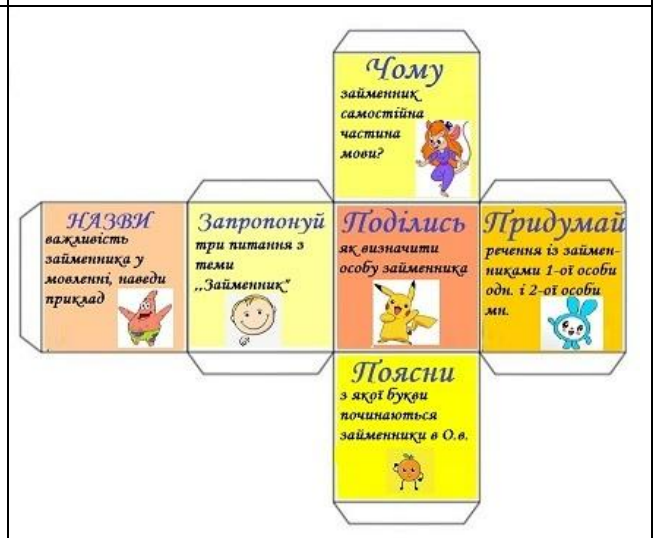 Чому
займенник
самостійна
частина
мови?
НАЗВИ
важливість
займенника у
мовленні, наведи
приклад
Запропонуй
три питання з
теми
,,Займенник"
Поділись
як визначити
особу займенника
Придумай
речення із займен-
никами 1-ої особи
одн. і 2-ої особи
мн.
Поясни
з якої букви
починаються
займенники в О.в.